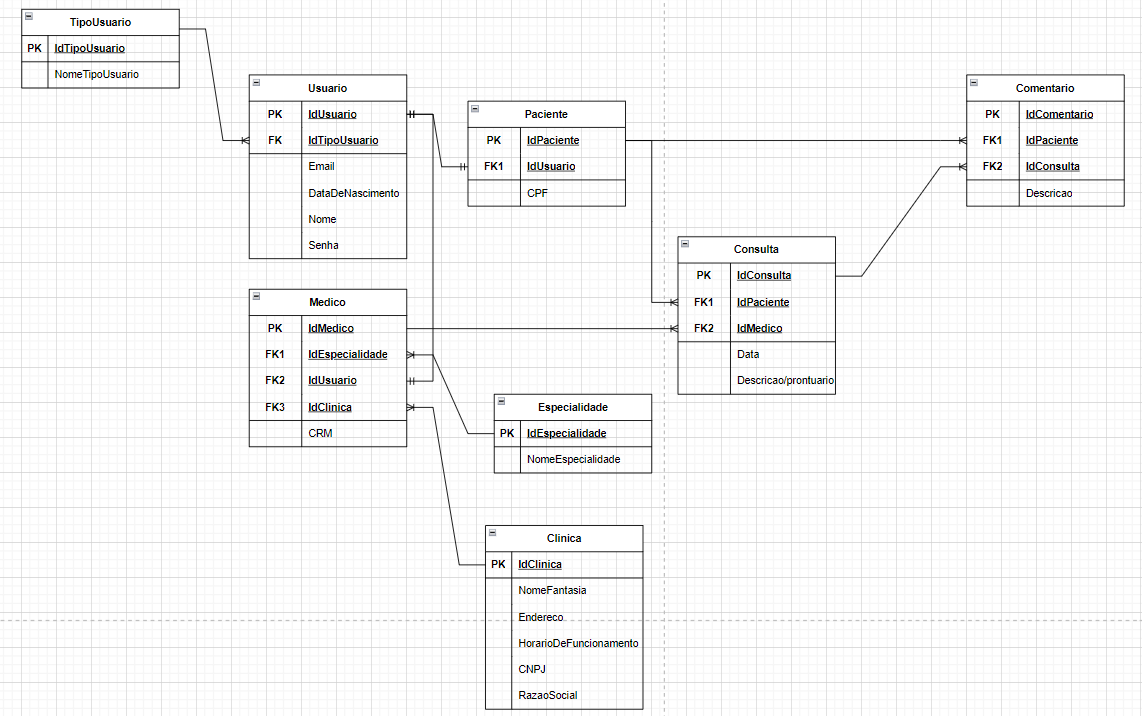 TipoUsuario
PK IdTipoUsuario
NomeTipoUsuario
Usuario
PK IdUsuario
FK IdTipoUsuario
Email
DataDeNascimento
Nome
Senha
Paciente
PK IdPaciente
FK1 IdUsuario
CPF
Comentario
PK IdComentario
FK1 IdPaciente
FK2 IdConsulta
Descricao
Consulta
PK IdConsulta
FK1 IdPaciente
FK2 IdMedico
Data
Descricao/prontuario
Medico
PK IdMedico
FK1 IdEspecialidade
FK2 IdUsuario
FK3 IdClinica
CRM
Especialidade
PK IdEspecialidade
NomeEspecialidade
Clinica
PK IdClinica
NomeFantasia
Endereco
HorarioDeFuncionamento
CNPJ
RazaoSocial